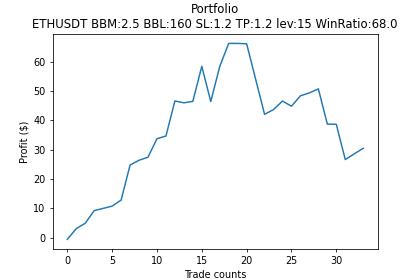 Portfolio
ETHUSDT BBM:2.5 BBL:160 SL:1.2 TP:1.2 lev:15 WinRatio:68.0
Profit ($)
60
50
40
30
20
10
0
0 5 10 15 20 25 30
Trade counts